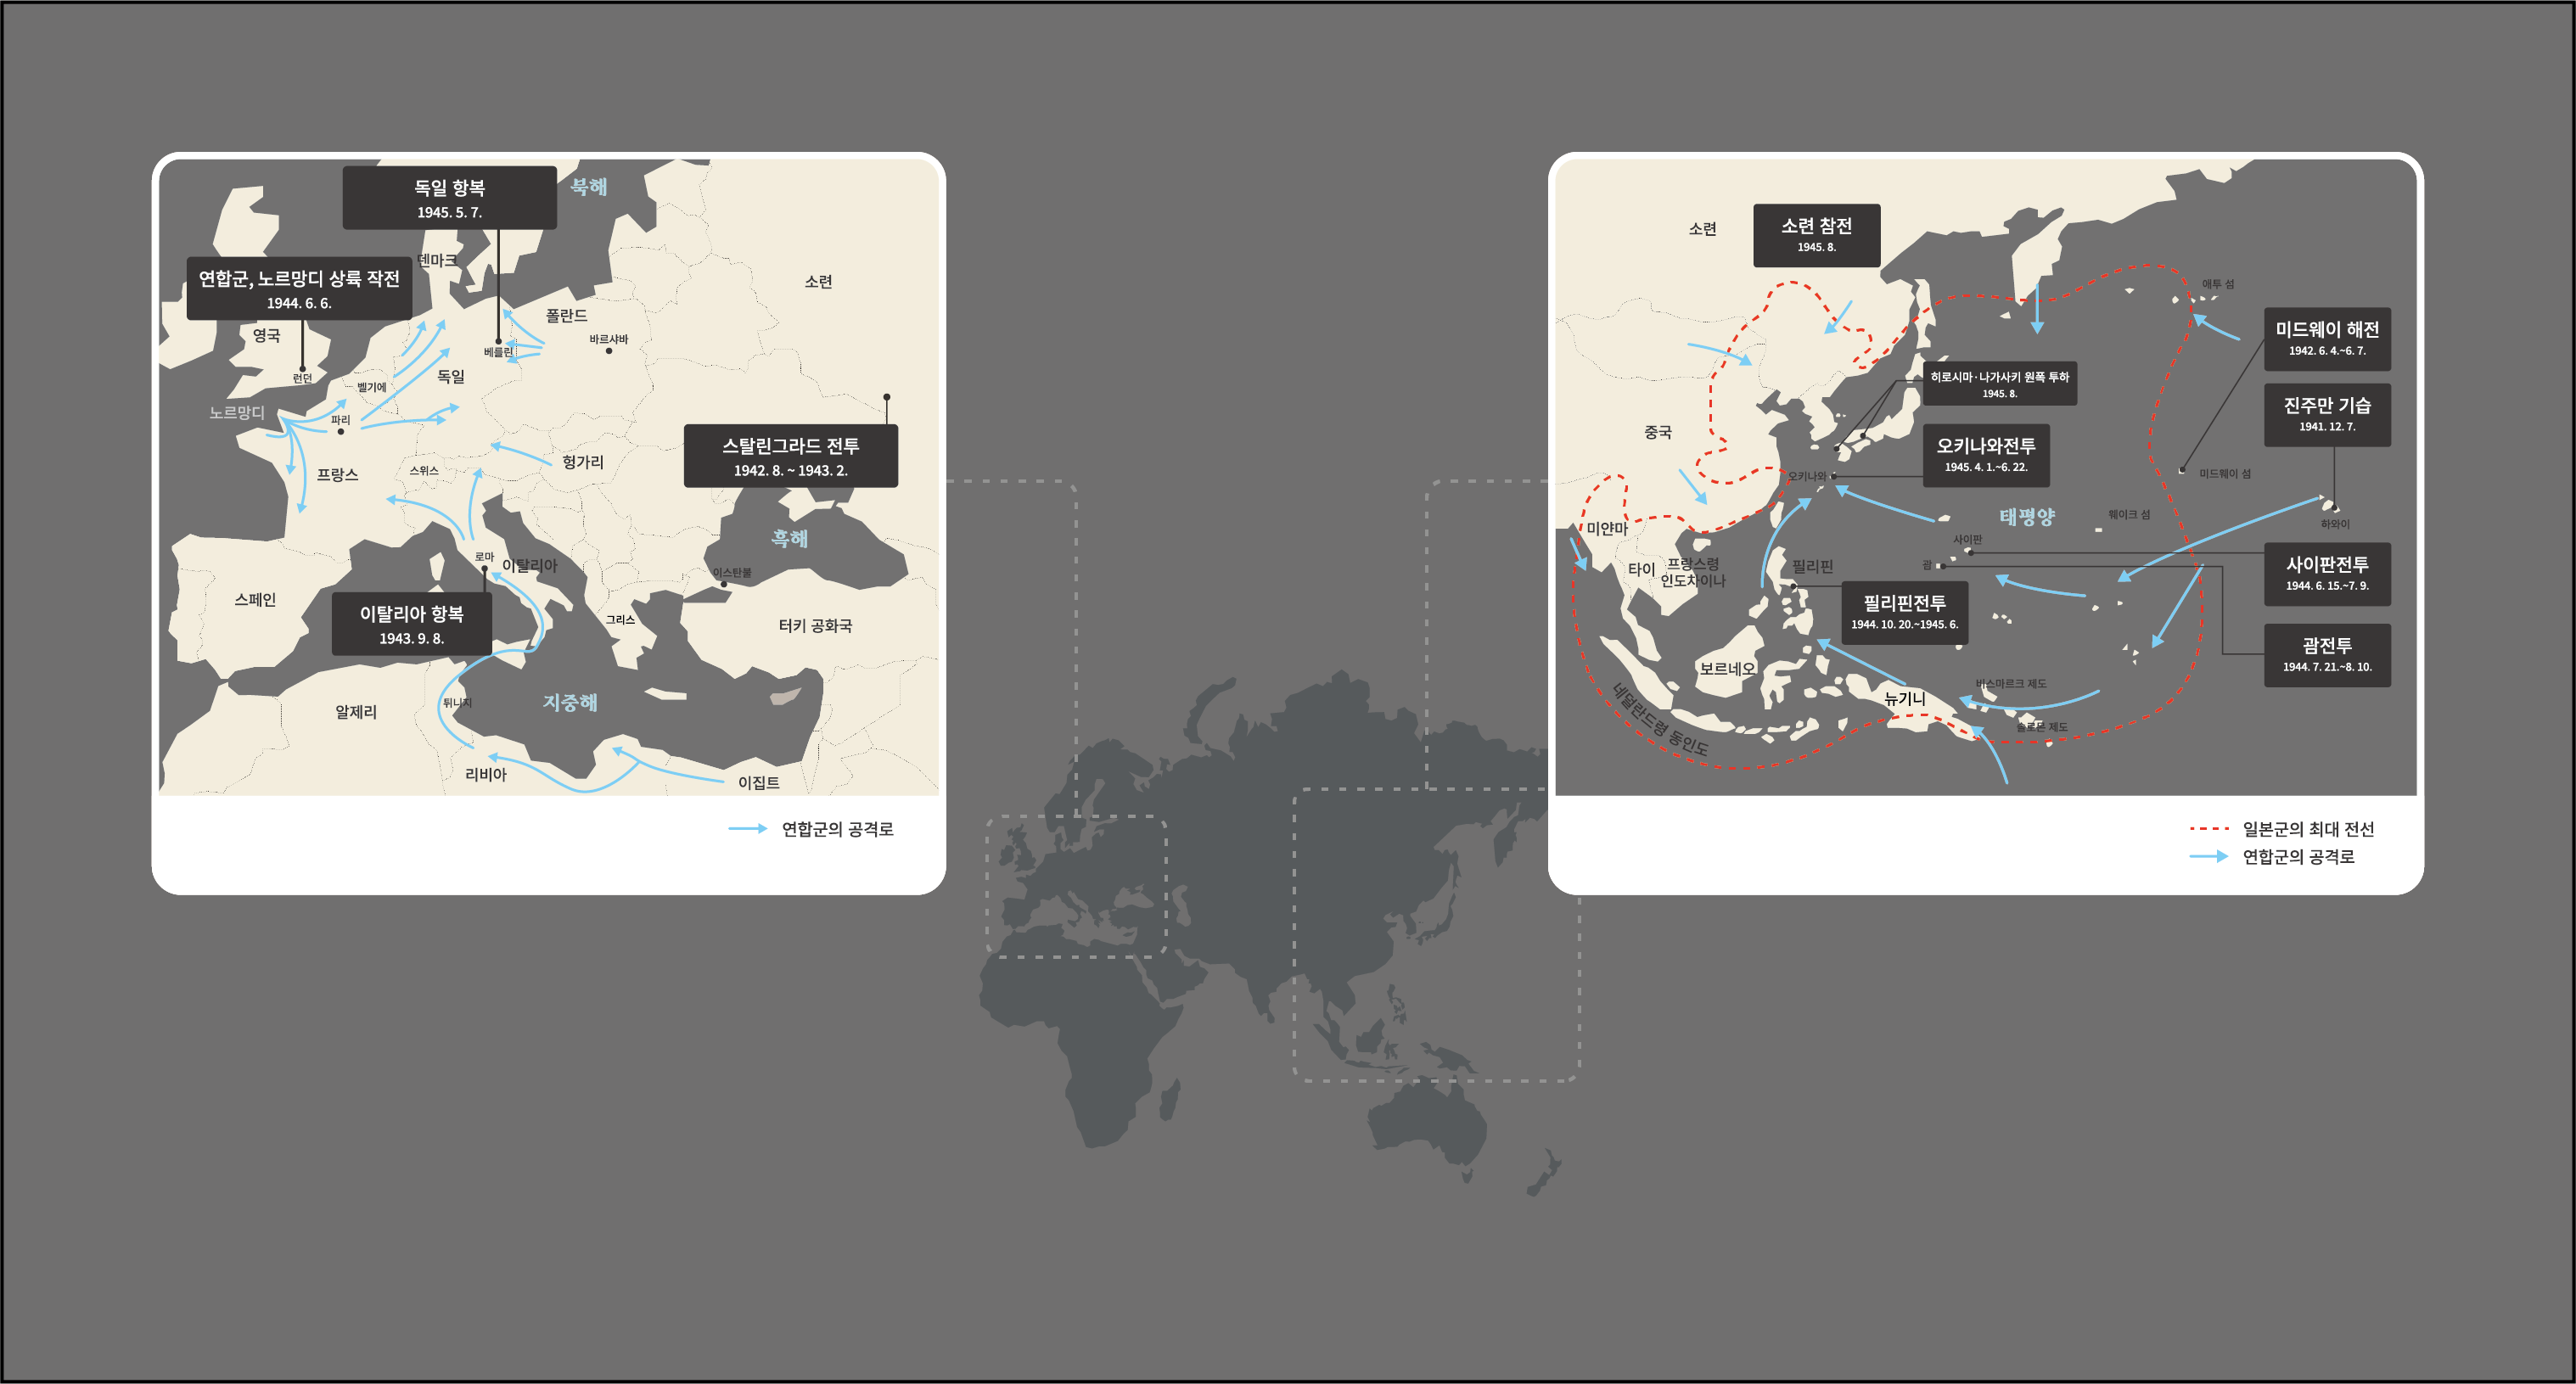 독일 항복
1945. 5. 7.
북해
연합군, 노르망디 상륙 작전
1944. 6. 6.
덴마크
소련
영국
런던
폴란드
바르샤바
베를린
독일
벨기에
노르망디
파리
프랑스
스위스
헝가리
스탈린그라드 전투
1942. 8. ~ 1943. 2.
흑해
이스탄불
로마
이탈리아
스페인
이탈리아 항복
1943. 9. 8.
그리스
터키 공화국
지중해
알제리
튀니지
리비아
이집트
연합군의 공격로
소련
소련 참전
1945. 8.
애투 섬
미드웨이 해전
1942. 6. 4.~6. 7.
히로시마·나가사키 원폭 투하
1945. 8.
진주만 기습
1941. 12. 7.
중국
오키나와전투
1945. 4. 1.~6. 22.
오키나와
미드웨이 섬
미얀마
태평양
웨이크 섬
하와이
사이판
괌
타이
프랑스령
인도차이나
필리핀
사이판전투
1944. 6. 15.~7. 9.
필리핀전투
1944. 10. 20.~1945. 6.
괌전투
1944. 7. 21.~8. 10.
보르네오
뉴기니
비스마르크 제도
솔로몬 제도
네덜란드령 동인도
일본군의 최대 전선
연합군의 공격로